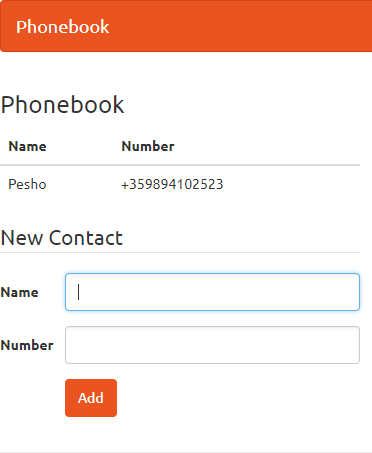 Phonebook
Phonebook
Name Number
Pesho +359894102523
New Contact
Name
Number
Add